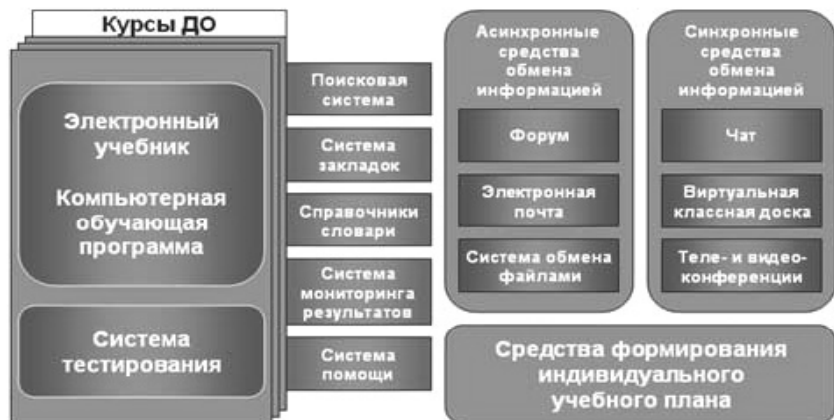 Курсы ДО
Электронный
учебник
Компьютерная
обучающая
программа
Система
тестирования
Поисковая
система
Система
закладок
Справочники
словари
Система
мониторинга
результатов
Система
помощи
Асинхронные
средства
обмена
информацией
Форум
Электронная
почта
Система обмена
файлами
Синхронные
средства
обмена
информацией
Чат
Виртуальная
классная доска
Теле- и видео-
конференции
Средства формирования
индивидуального
учебного плана